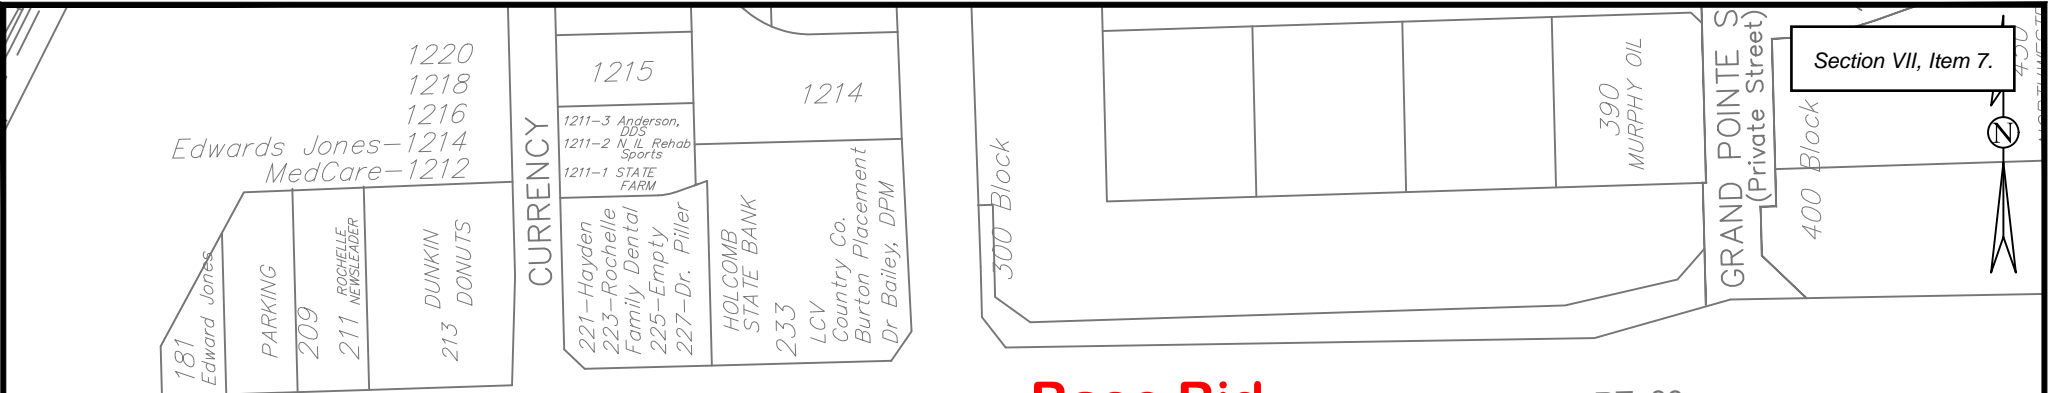 1220
1218
1216
Edwards Jones-1214
MedCare-1212
181
Edward Jones
PARKING
209
211
ROCHELLE
NEWSLEADER
213
DUNKIN
DONUTS
CURRENCY
1215
1211-3 Anderson,
DDS
1211-2 N IL Rehab
Sports
1211-1 STATE
FARM
221-Hayden
223-Rochelle
Family Dental
225-Empty
227-Dr. Piller
1214
HOLCOMB
STATE BANK
233
LCV
Country Co.
Burton Placement
Dr Bailey, DPM
300 Block
390
MURPHY OIL
GRAND POINTE S
(Private Street)
400 Block
Section VII, Item 7.
450
N
Base Bid